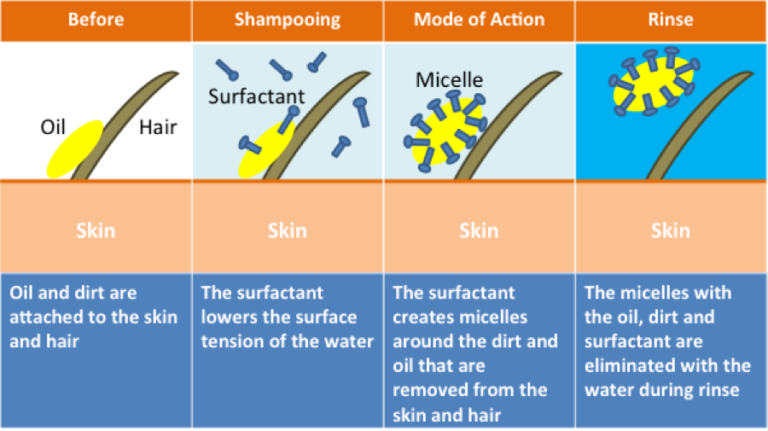 Before
Shampooing
Mode of Action
Rinse
Oil
Hair
Surfactant
Micelle
Skin
Skin
Skin
Skin
Oil and dirt are
attached to the skin
and hair
The surfactant
lowers the surface
tension of the water
The surfactant
creates micelles
around the dirt and
oil that are
removed from the
skin and hair
The micelles with
the oil, dirt and
surfactant are
eliminated with the
water during rinse